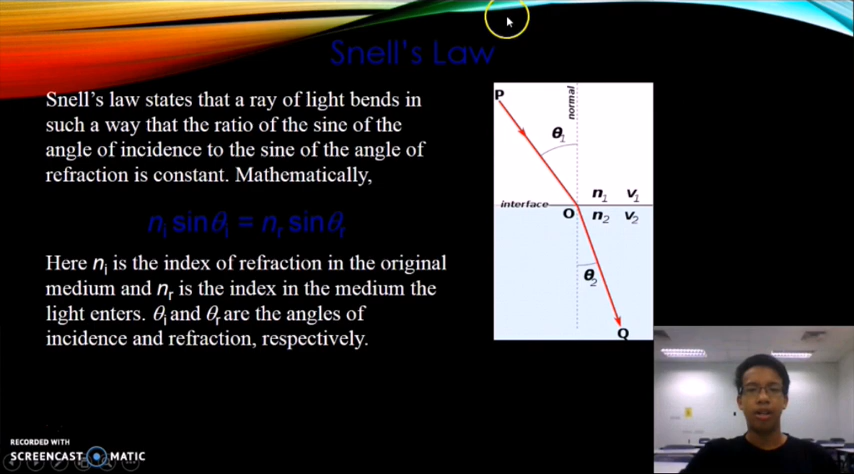 Snell's Law
Snell's law states that a ray of light bends in
such a way that the ratio of the sine of the
angle of incidence to the sine of the angle of
refraction is constant. Mathematically,
nᵢ sinθᵢ = nᵣ sinθᵣ
Here nᵢ is the index of refraction in the original
medium and nᵣ is the index in the medium the
light enters. θᵢ and θᵣ are the angles of
incidence and refraction, respectively.
P
normal
θ₁
n₁ v₁
interface
O n₂ v₂
θ₂
Q
RECORDED WITH
SCREENCAST MATIC